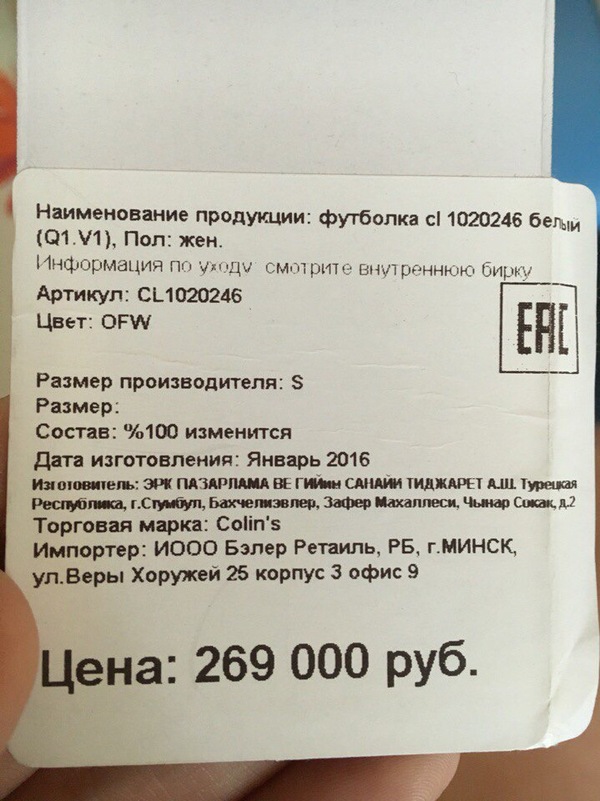 Наименование продукции: футболка cl 1020246 белый
(Q1.V1), Пол: жен.
Информация по уходу смотрите внутреннюю бирку
Артикул: CL1020246
Цвет: OFW
EAC
Размер производителя: S
Размер:
Состав: %100 изменится
Дата изготовления: Январь 2016
Изготовитель: ЭРК ПАЗАРЛАМА ВЕ ГИЙим САНАЙИ ТИДЖАРЕТ А.Ш. Турецкая
Республика, г.Стумбул, Бахчелиэвлер, Зафер Махаллеси, Чынар Сокак, д.2
Торговая марка: Colin's
Импортер: ИООО Бэлер Ретаиль, РБ, г.МИНСК,
ул.Веры Хоружей 25 корпус 3 офис 9
Цена: 269 000 руб.